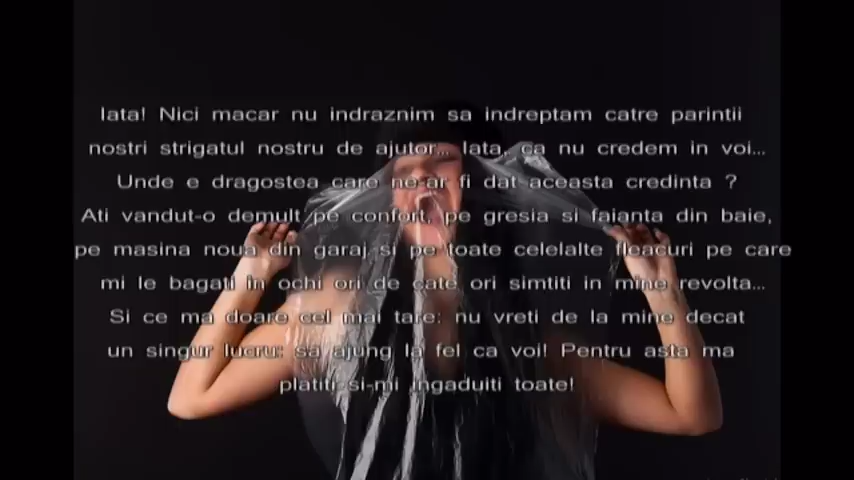 Iata! Nici macar nu indraznim sa indreptam catre parintii
nostri strigatul nostru de ajutor... Iata, ca nu credem in voi...
Unde e dragostea care ne-ar fi dat aceasta credinta ?
Ati vandut-o demult pe confort, pe gresia si faianta din baie,
pe masina noua din garaj si pe toate celelalte fleacuri pe care
mi le bagati in ochi ori de cate ori simtiti in mine revolta...
Si ce ma doare cel mai tare: nu vreti de la mine decat
un singur lucru: sa ajung la fel ca voi! Pentru asta ma
platiti si-mi ingaduiti toate!